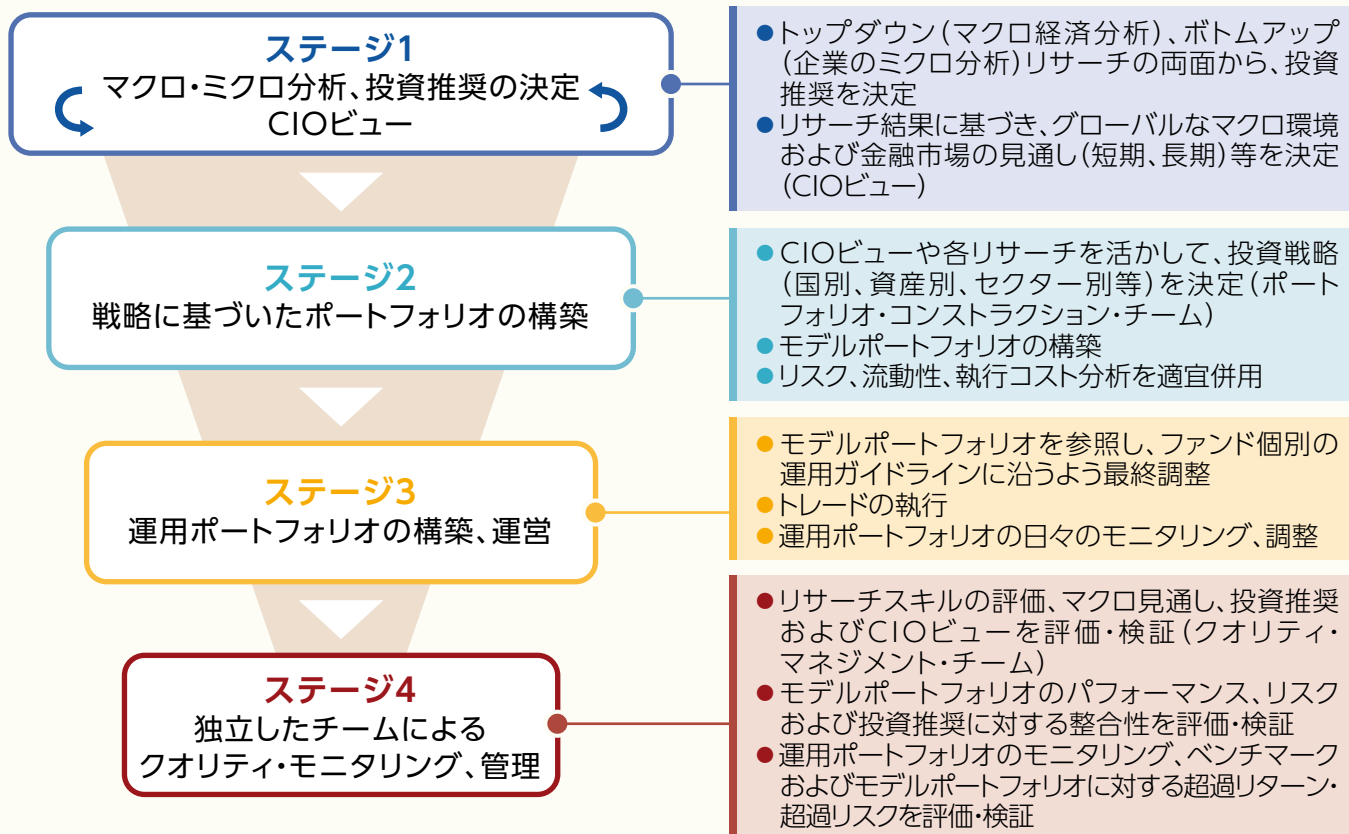 ステージ1
マクロ・ミクロ分析、投資推奨の決定
CIOビュー
●トップダウン(マクロ経済分析)、ボトムアップ
(企業のミクロ分析)リサーチの両面から、投資
推奨を決定
●リサーチ結果に基づき、グローバルなマクロ環境
および金融市場の見通し(短期、長期)等を決定
(CIOビュー)
ステージ2
戦略に基づいたポートフォリオの構築
●CIOビューや各リサーチを活かして、投資戦略
(国別、資産別、セクター別等)を決定(ポート
フォリオ・コンストラクション・チーム)
●モデルポートフォリオの構築
●リスク、流動性、執行コスト分析を適宜併用
ステージ3
運用ポートフォリオの構築、運営
●モデルポートフォリオを参照し、ファンド個別の
運用ガイドラインに沿うよう最終調整
●トレードの執行
●運用ポートフォリオの日々のモニタリング、調整
ステージ4
独立したチームによる
クオリティ・モニタリング、管理
●リサーチスキルの評価、マクロ見通し、投資推奨
およびCIOビューを評価・検証(クオリティ・
マネジメント・チーム)
●モデルポートフォリオのパフォーマンス、リスク
および投資推奨に対する整合性を評価・検証
●運用ポートフォリオのモニタリング、ベンチマーク
およびモデルポートフォリオに対する超過リターン・
超過リスクを評価・検証